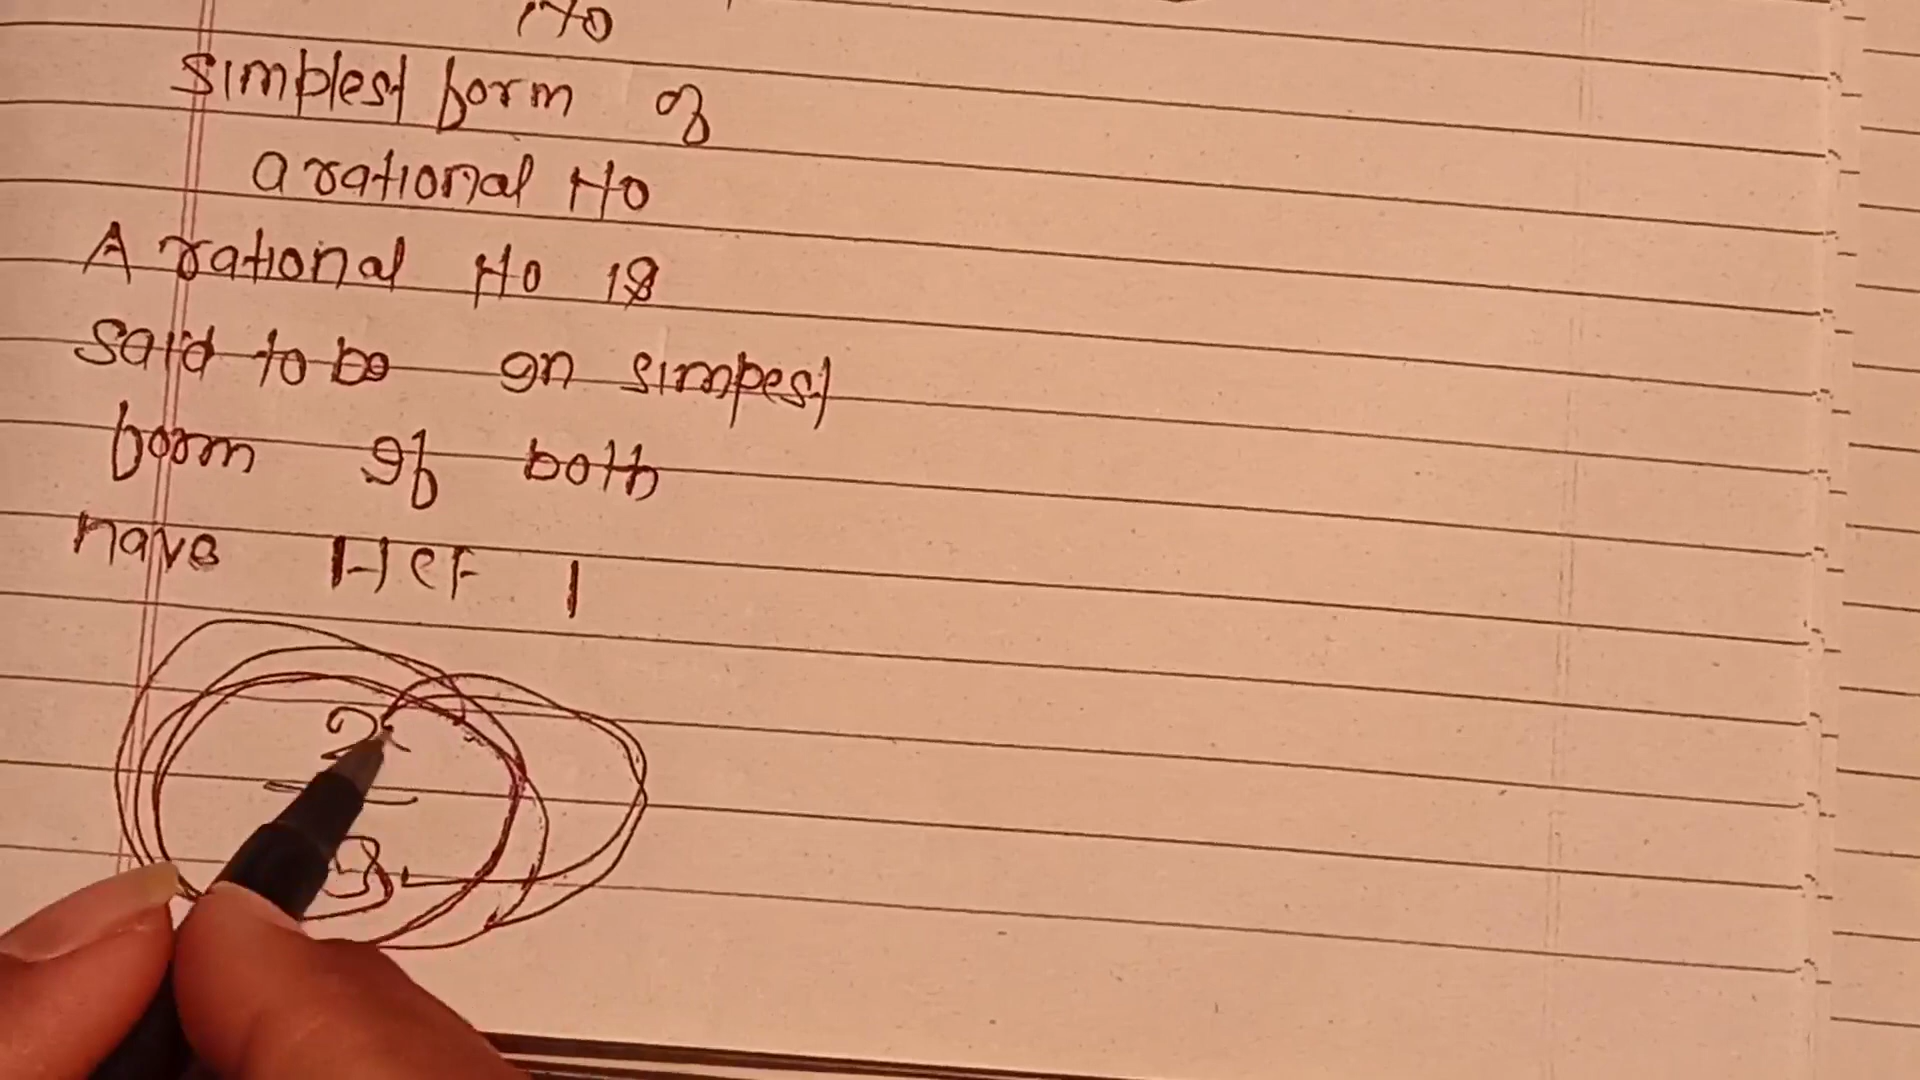 No
Simplest form of
a rational No
A rational No is
said to be in simpest
form if both
have HCF 1
2
3